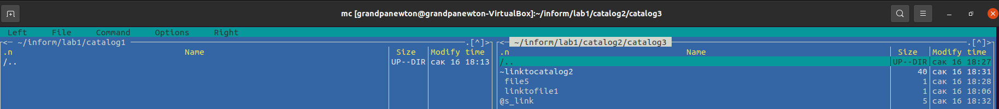 mc [grandpanewton@grandpanewton-VirtualBox]:~/inform/lab1/catalog2/catalog3
Left File Command Options Right
<─ ~/inform/lab1/catalog1 .[^]>
.n Name Size Modify time
/.. UP--DIR сак 16 18:13
<─ ~/inform/lab1/catalog2/catalog3 .[^]>
.n Name Size Modify time
/.. UP--DIR сак 16 18:27
~linktocatalog2 40 сак 16 18:31
file5 1 сак 16 18:28
linktofile1 1 сак 16 18:06
@s_link 5 сак 16 18:32